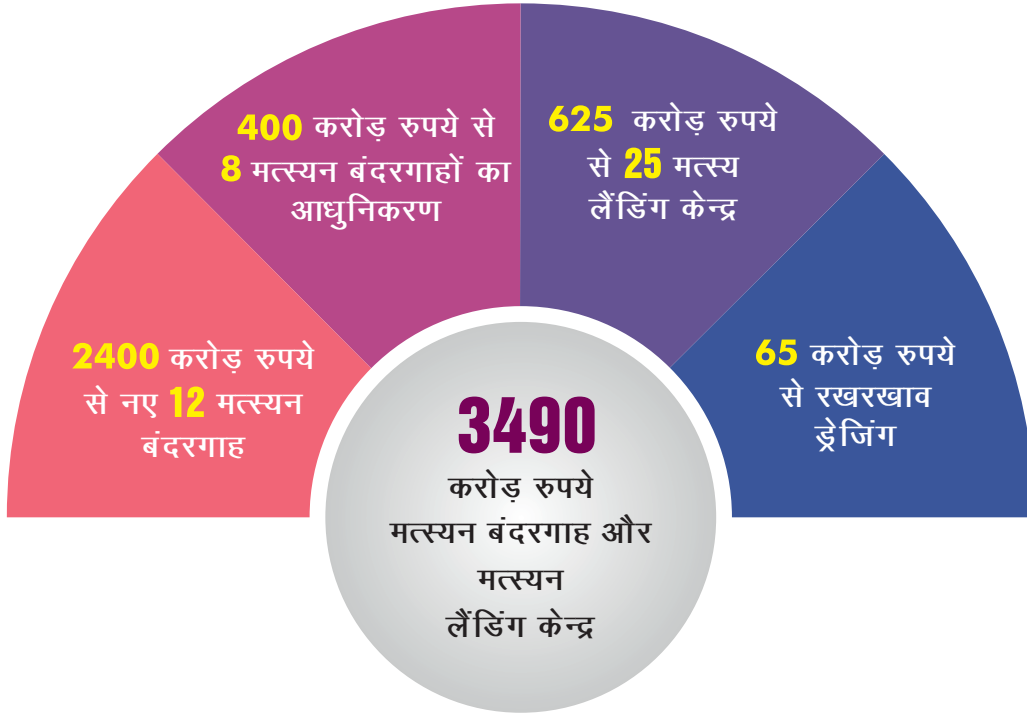 400 करोड़ रुपये से
8 मत्स्यन बंदरगाहों का
आधुनिकरण
625 करोड़ रुपये
से 25 मत्स्य
लैंडिंग केन्द्र
2400 करोड़ रुपये
से नए 12 मत्स्यन
बंदरगाह
65 करोड़ रुपये
से रखरखाव
ड्रेजिंग
3490
करोड़ रुपये
मत्स्यन बंदरगाह और
मत्स्यन
लैंडिंग केन्द्र